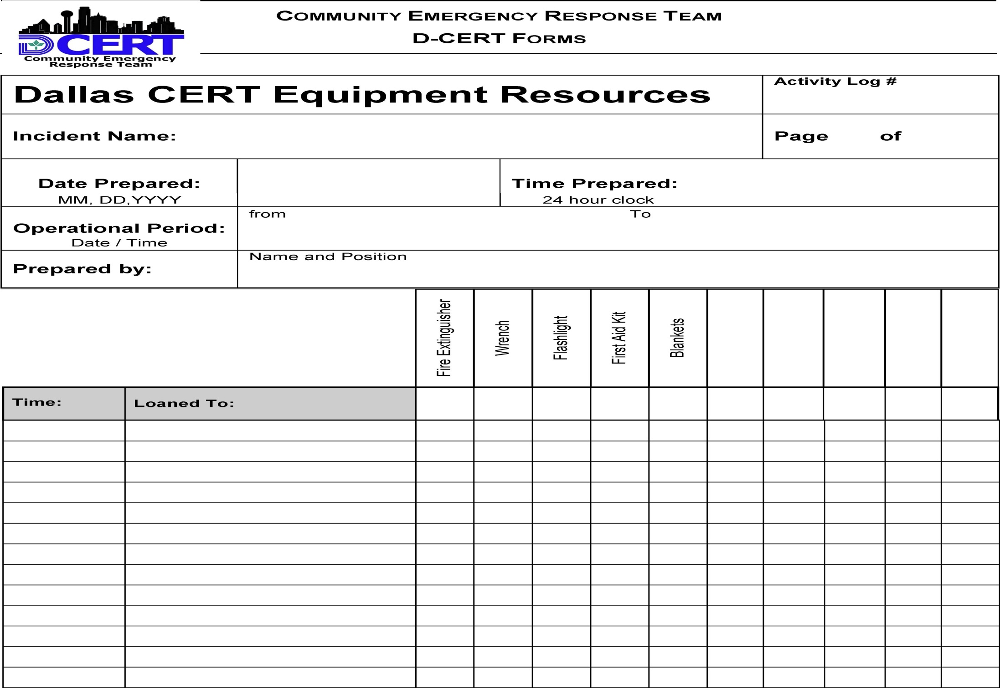 COMMUNITY EMERGENCY RESPONSE TEAM
D-CERT FORMS
DCERT
Community Emergency
Response Team
Dallas CERT Equipment Resources
Activity Log #
Incident Name:
Page of
Date Prepared:
MM, DD,YYYY
Time Prepared:
24 hour clock
Operational Period:
Date / Time
from To
Prepared by:
Name and Position
Fire Extinguisher
Wrench
Flashlight
First Aid Kit
Blankets
Time:
Loaned To: